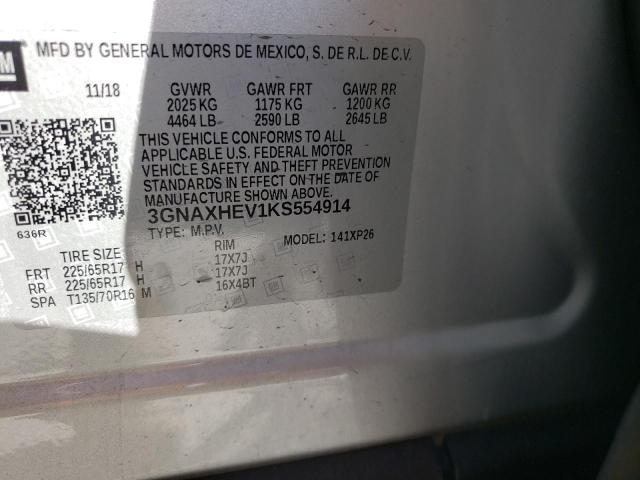 GM
MFD BY GENERAL MOTORS DE MEXICO, S. DE R.L. DE C.V.
11/18 GVWR GAWR FRT GAWR RR
2025 KG 1175 KG 1200 KG
4464 LB 2590 LB 2645 LB
THIS VEHICLE CONFORMS TO ALL
APPLICABLE U.S. FEDERAL MOTOR
VEHICLE SAFETY AND THEFT PREVENTION
STANDARDS IN EFFECT ON THE DATE OF
MANUFACTURE SHOWN ABOVE.
3GNAXHEV1KS554914
636R TYPE: M.P.V. MODEL: 141XP26
TIRE SIZE RIM
FRT 225/65R17 H 17X7J
RR 225/65R17 H 17X7J
SPA T135/70R16 M 16X4BT